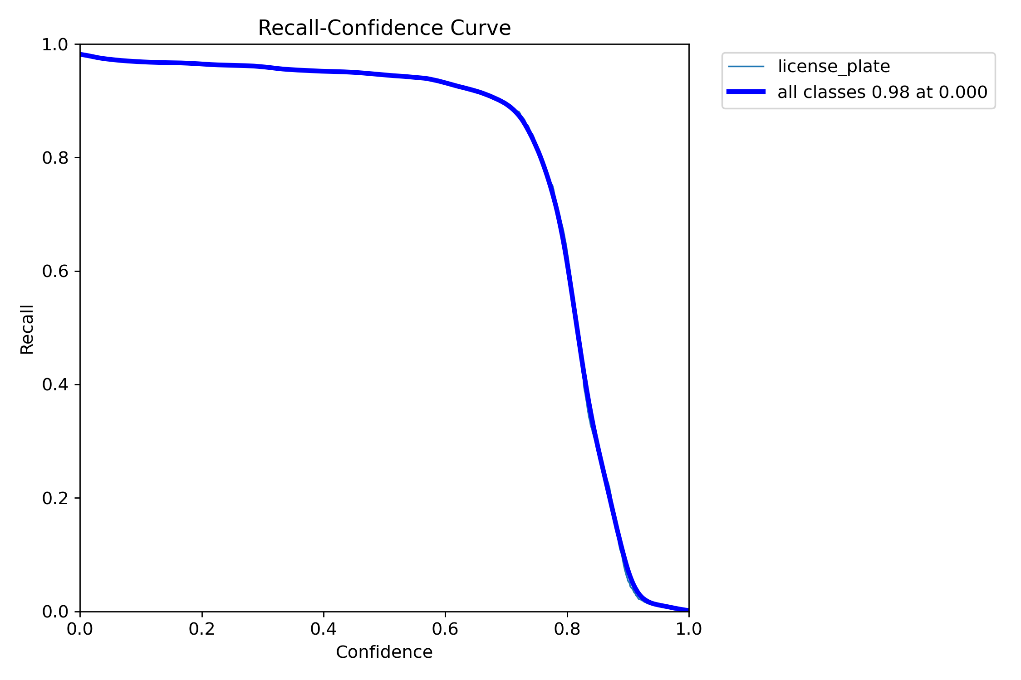 Recall-Confidence Curve
1.0
0.8
0.6
0.4
0.2
0.0
Recall
0.0 0.2 0.4 0.6 0.8 1.0
Confidence
license_plate
all classes 0.98 at 0.000